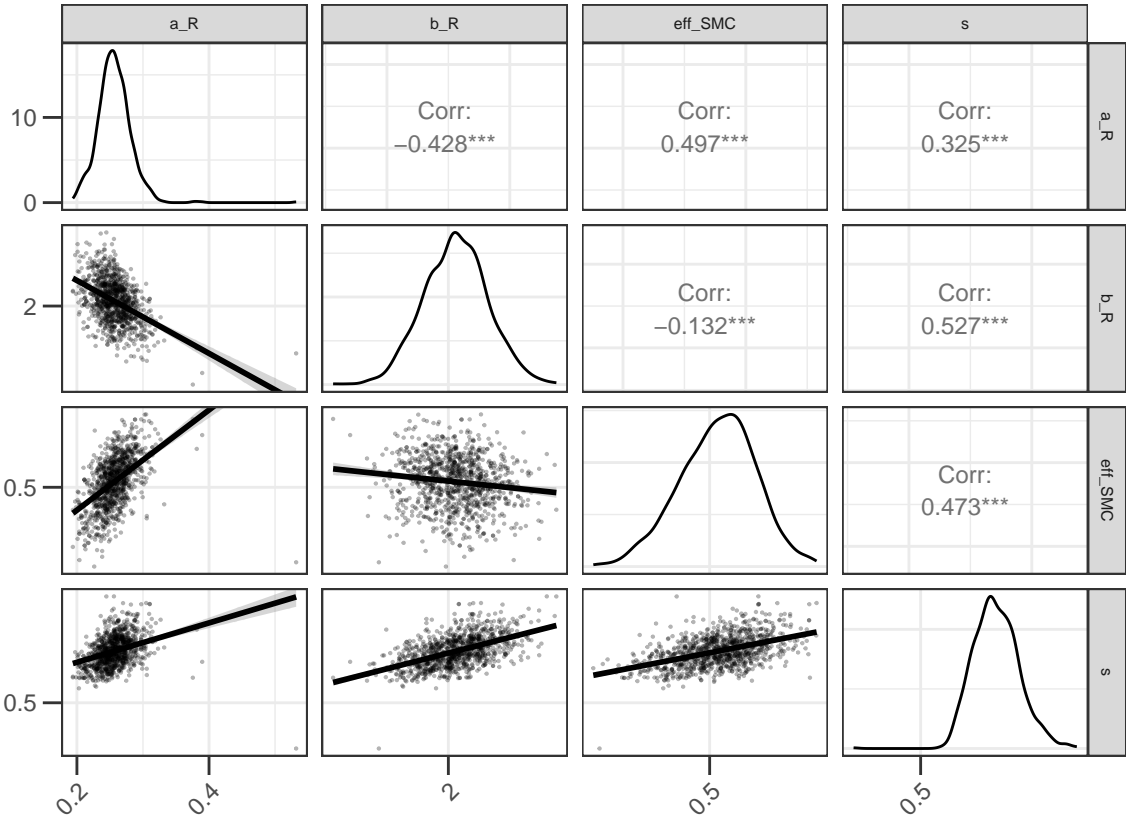 a_R
b_R
eff_SMC
s
10
0
Corr:
−0.428***
Corr:
0.497***
Corr:
0.325***
a_R
2
Corr:
−0.132***
Corr:
0.527***
b_R
0.5
Corr:
0.473***
eff_SMC
0.5
s
0.2
0.4
2
0.5
0.5